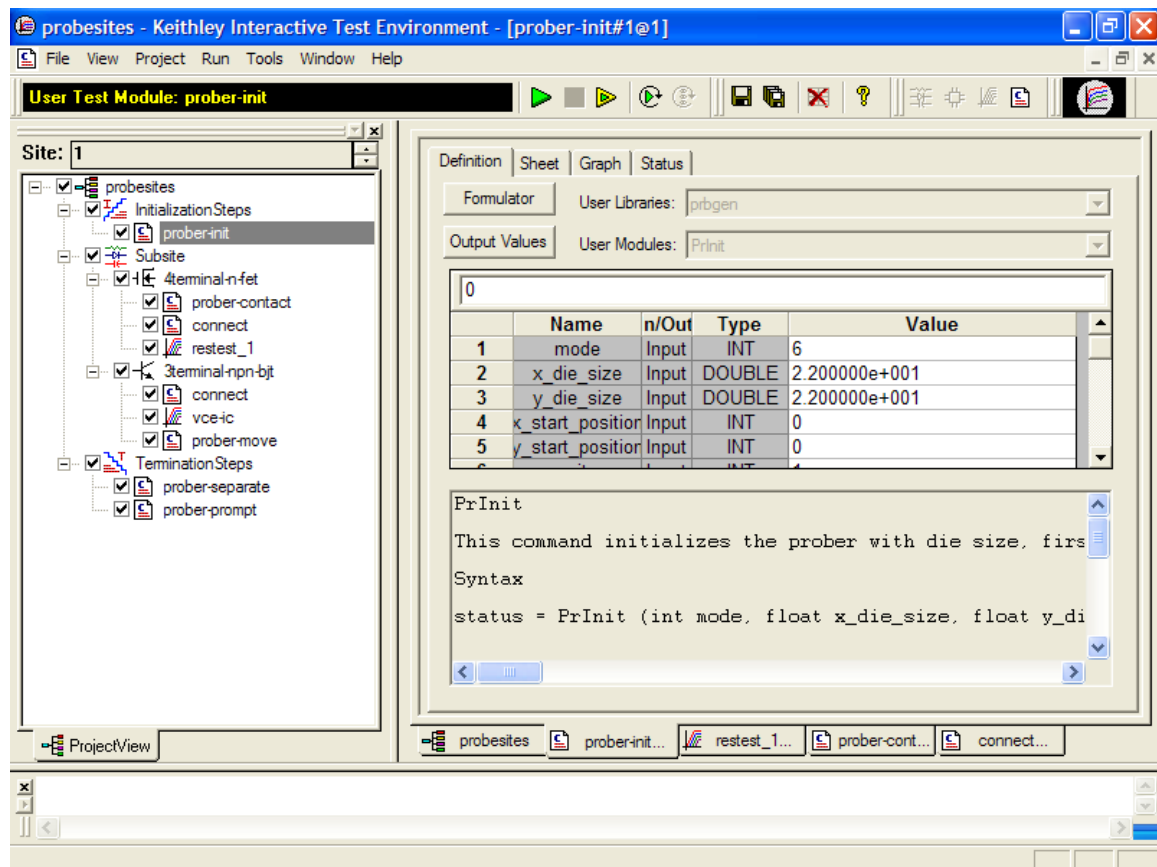 probesites - Keithley Interactive Test Environment - [prober-init#1@1]
File View Project Run Tools Window Help
User Test Module: prober-init
Site: 1
probesites
InitializationSteps
prober-init
Subsite
4terminal-n-fet
prober-contact
connect
restest_1
3terminal-npn-bjt
connect
vce-ic
prober-move
TerminationSteps
prober-separate
prober-prompt
ProjectView
Definition Sheet Graph Status
Formulator User Libraries: prbgen
Output Values User Modules: PrInit
0
Name n/Out Type Value
1 mode Input INT 6
2 x_die_size Input DOUBLE 2.200000e+001
3 y_die_size Input DOUBLE 2.200000e+001
4 x_start_position Input INT 0
5 y_start_position Input INT 0
PrInit
This command initializes the prober with die size, firs
Syntax
status = PrInit (int mode, float x_die_size, float y_di
probesites prober-init... restest_1... prober-cont... connect...